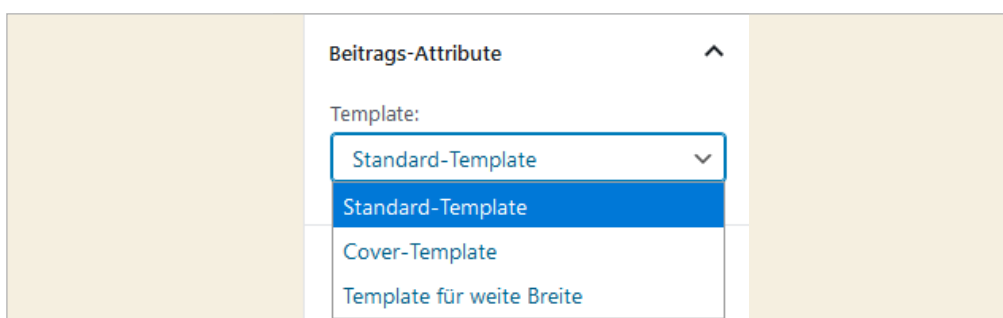 Beitrags-Attribute
Template:
Standard-Template
Standard-Template
Cover-Template
Template für weite Breite